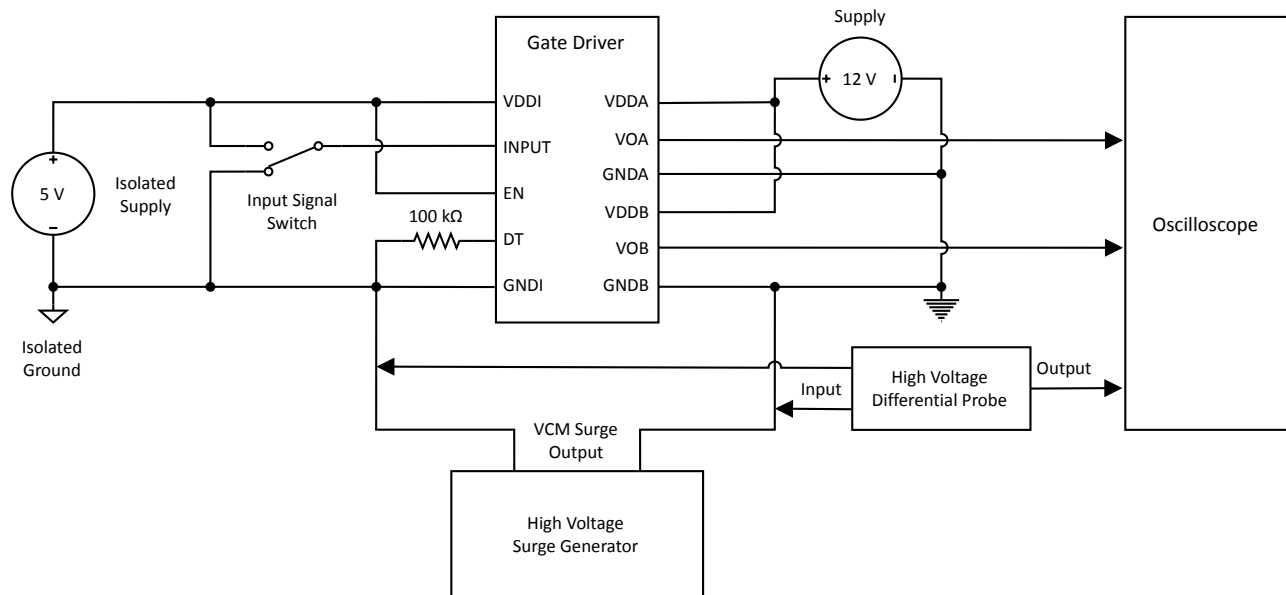 Supply
Gate Driver
+ 12 V −
VDDI
VDDA
INPUT
VOA
GNDA
+
5 V
−
Isolated
Supply
Input Signal
Switch
EN
VDDB
100 kΩ
DT
VOB
Oscilloscope
GNDI
GNDB
Isolated
Ground
High Voltage
Differential Probe
Input
Output
VCM Surge
Output
High Voltage
Surge Generator